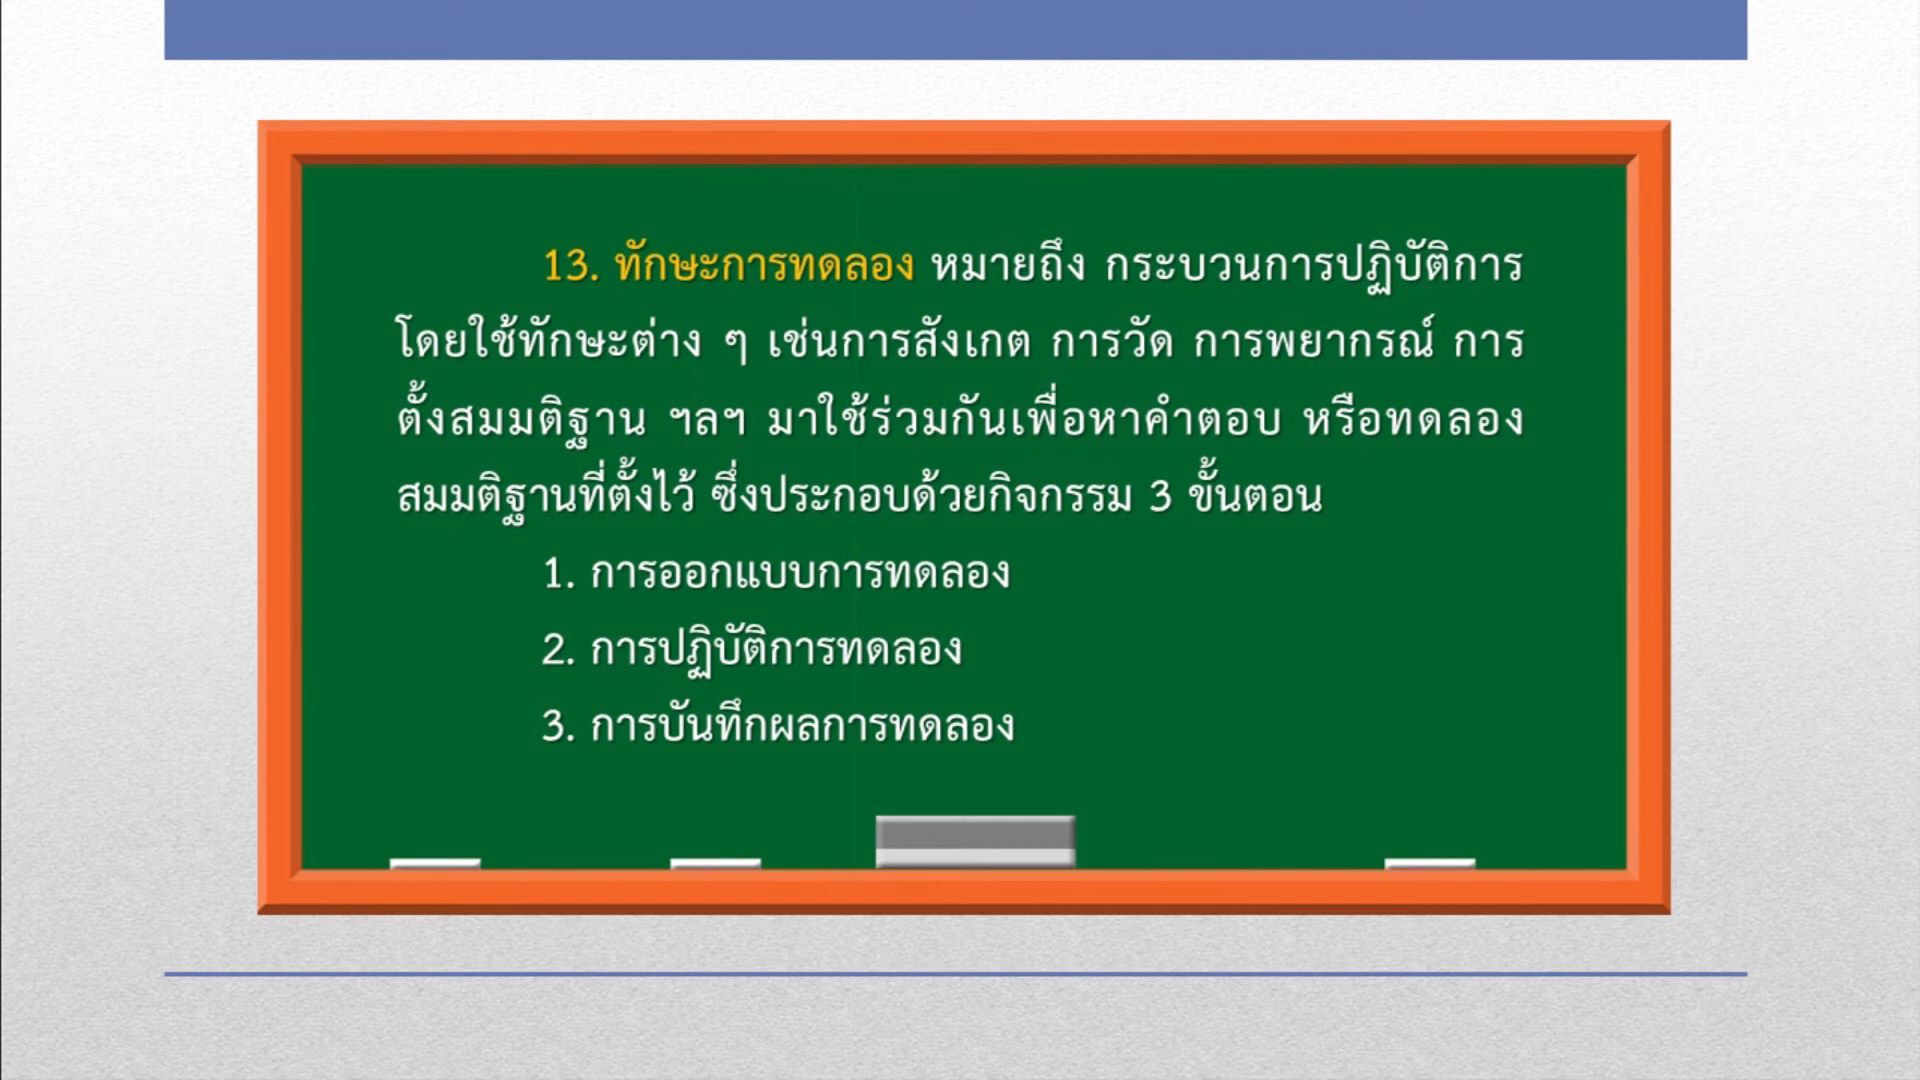 13. ทักษะการทดลอง หมายถึง กระบวนการปฏิบัติการ
โดยใช้ทักษะต่าง ๆ เช่นการสังเกต การวัด การพยากรณ์ การ
ตั้งสมมติฐาน ฯลฯ มาใช้ร่วมกันเพื่อหาคำตอบ หรือทดลอง
สมมติฐานที่ตั้งไว้ ซึ่งประกอบด้วยกิจกรรม 3 ขั้นตอน
1. การออกแบบการทดลอง
2. การปฏิบัติการทดลอง
3. การบันทึกผลการทดลอง